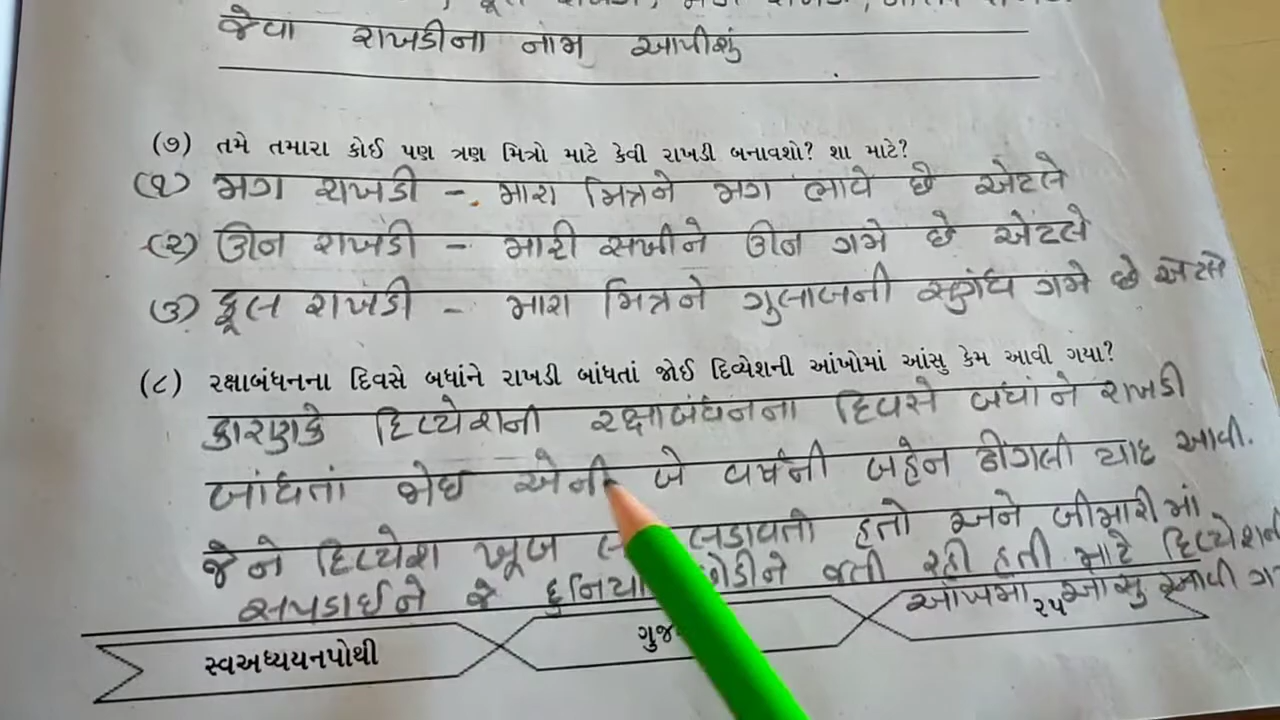 જેવા રાખડીના નામ આપીશું
(૭) તમે તમારા કોઈ પણ ત્રણ મિત્રો માટે કેવી રાખડી બનાવશો? શા માટે?
(૧) મગ રાખડી - મારા મિત્રને મગ ભાવે છે એટલે
(૨) ઊન રાખડી - મારી સખીને ઊન ગમે છે એટલે
(૩) ફૂલ રાખડી - મારા મિત્રને ગુલાબની સુગંધ ગમે છે એટલે
(૮) રક્ષાબંધનના દિવસે બધાંને રાખડી બાંધતાં જોઈ દિવ્યેશની આંખોમાં આંસુ કેમ આવી ગયા?
કારણકે દિવ્યેશની રક્ષાબંધનના દિવસે બધાંને રાખડી
બાંધતાં જોઈ એની બે વર્ષની બહેન ઢીંગલી યાદ આવી.
જેને દિવ્યેશ ખૂબ લડાવતો હતો અને બીમારીમાં
સપડાઈને જે દુનિયા છોડીને જતી રહી હતી. માટે દિવ્યેશની
આંખમાં આંસુ આવી
સ્વઅધ્યયનપોથી
૨૫